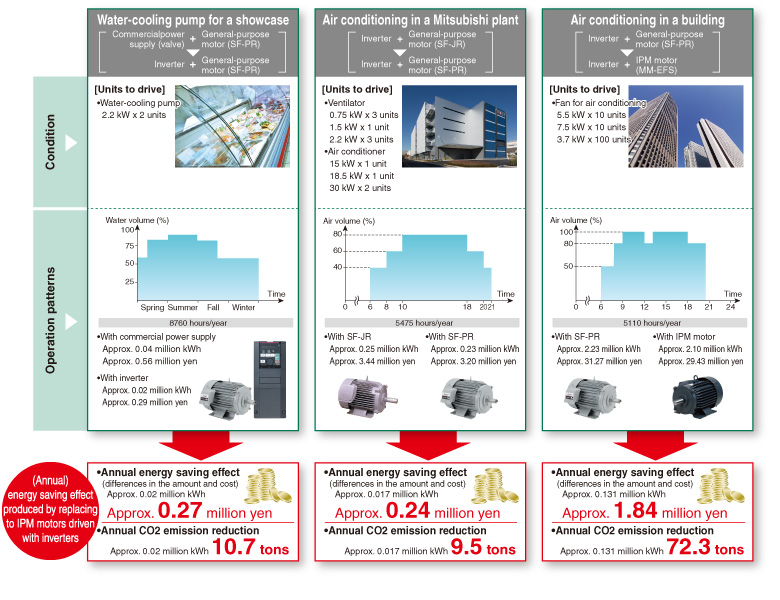 Water-cooling pump for a showcase
Commercialpower supply (valve) + General-purpose motor (SF-PR)
Inverter + General-purpose motor (SF-PR)
Air conditioning in a Mitsubishi plant
Inverter + General-purpose motor (SF-JR)
Inverter + General-purpose motor (SF-PR)
Air conditioning in a building
Inverter + General-purpose motor (SF-PR)
Inverter + IPM motor (MM-EFS)
Condition
[Units to drive]
•Water-cooling pump
2.2 kW x 2 units
[Units to drive]
•Ventilator
0.75 kW x 3 units
1.5 kW x 1 unit
2.2 kW x 3 units
•Air conditioner
15 kW x 1 unit
18.5 kW x 1 unit
30 kW x 2 units
[Units to drive]
•Fan for air conditioning
5.5 kW x 10 units
7.5 kW x 10 units
3.7 kW x 100 units
Operation patterns
Water volume (%)
100
75
50
25
Time
Spring Summer Fall Winter
8760 hours/year
•With commercial power supply
Approx. 0.04 million kWh
Approx. 0.56 million yen
•With inverter
Approx. 0.02 million kWh
Approx. 0.29 million yen
Air volume (%)
80
60
40
Time
0 6 8 10 18 20 21
5475 hours/year
•With SF-JR
Approx. 0.25 million kWh
Approx. 3.44 million yen
•With SF-PR
Approx. 0.23 million kWh
Approx. 3.20 million yen
Air volume (%)
100
80
50
Time
0 6 9 12 15 18 21 24
5110 hours/year
•With SF-PR
Approx. 2.23 million kWh
Approx. 31.27 million yen
•With IPM motor
Approx. 2.10 million kWh
Approx. 29.43 million yen
(Annual)
energy saving effect
produced by replacing
to IPM motors driven
with inverters
•Annual energy saving effect
(differences in the amount and cost)
Approx. 0.02 million kWh
Approx. 0.27 million yen
•Annual CO2 emission reduction
Approx. 0.02 million kWh 10.7 tons
•Annual energy saving effect
(differences in the amount and cost)
Approx. 0.017 million kWh
Approx. 0.24 million yen
•Annual CO2 emission reduction
Approx. 0.017 million kWh 9.5 tons
•Annual energy saving effect
(differences in the amount and cost)
Approx. 0.131 million kWh
Approx. 1.84 million yen
•Annual CO2 emission reduction
Approx. 0.131 million kWh 72.3 tons